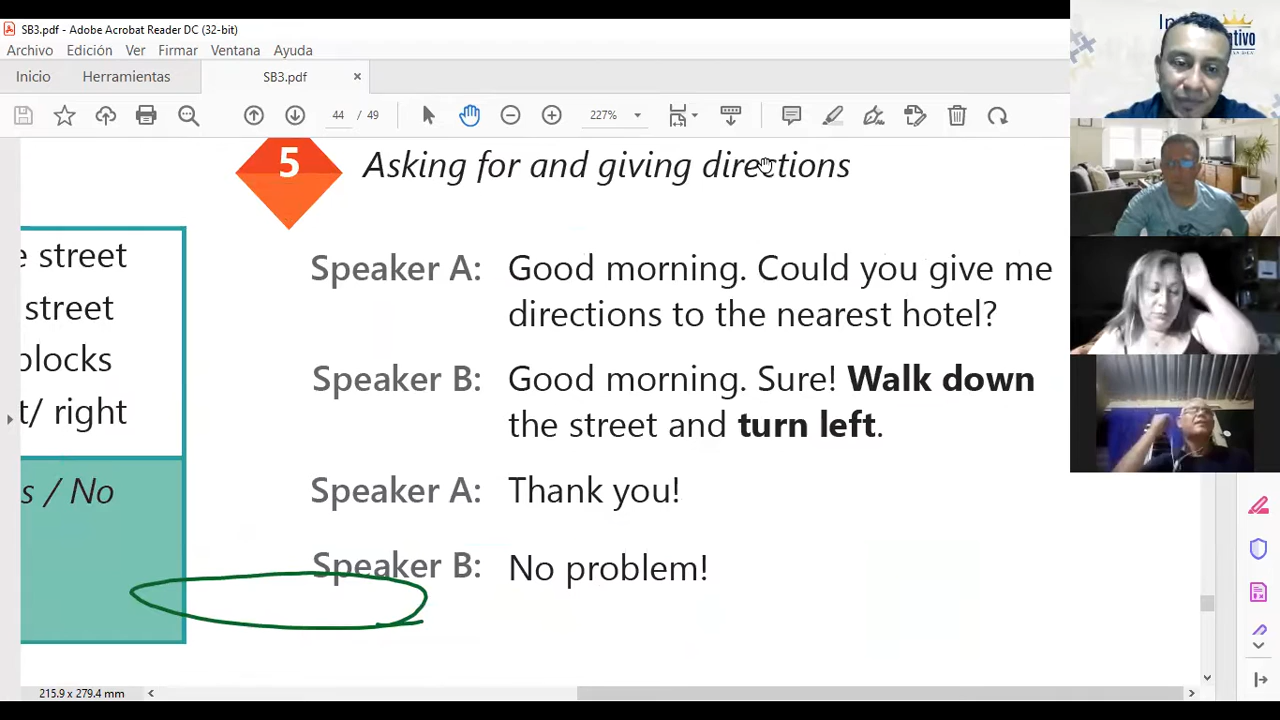 SB3.pdf - Adobe Acrobat Reader DC (32-bit)
Archivo Edición Ver Firmar Ventana Ayuda
Inicio Herramientas SB3.pdf ×
44 / 49 227%
5 Asking for and giving directions
e street
street
blocks
t/ right
s / No
Speaker A: Good morning. Could you give me
directions to the nearest hotel?
Speaker B: Good morning. Sure! Walk down
the street and turn left.
Speaker A: Thank you!
Speaker B: No problem!
215.9 x 279.4 mm